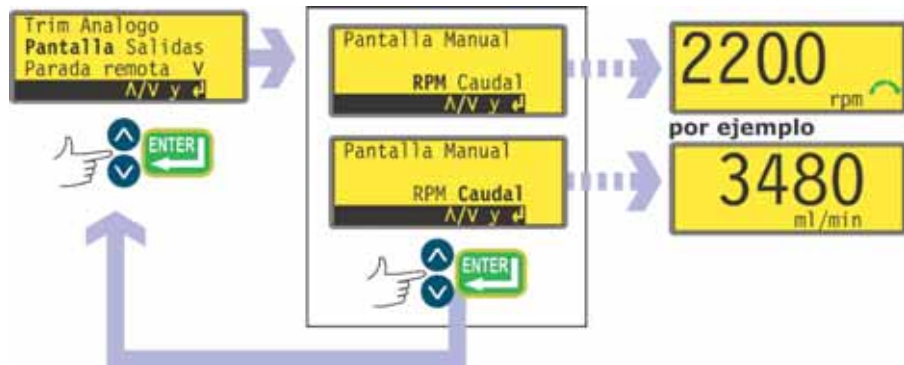 Trim Analogo
Pantalla Salidas
Parada remota V
Λ/V y ↲
ENTER
Pantalla Manual
RPM Caudal
Λ/V y ↲
Pantalla Manual
RPM Caudal
Λ/V y ↲
ENTER
220.0
rpm
por ejemplo
3480
ml/min